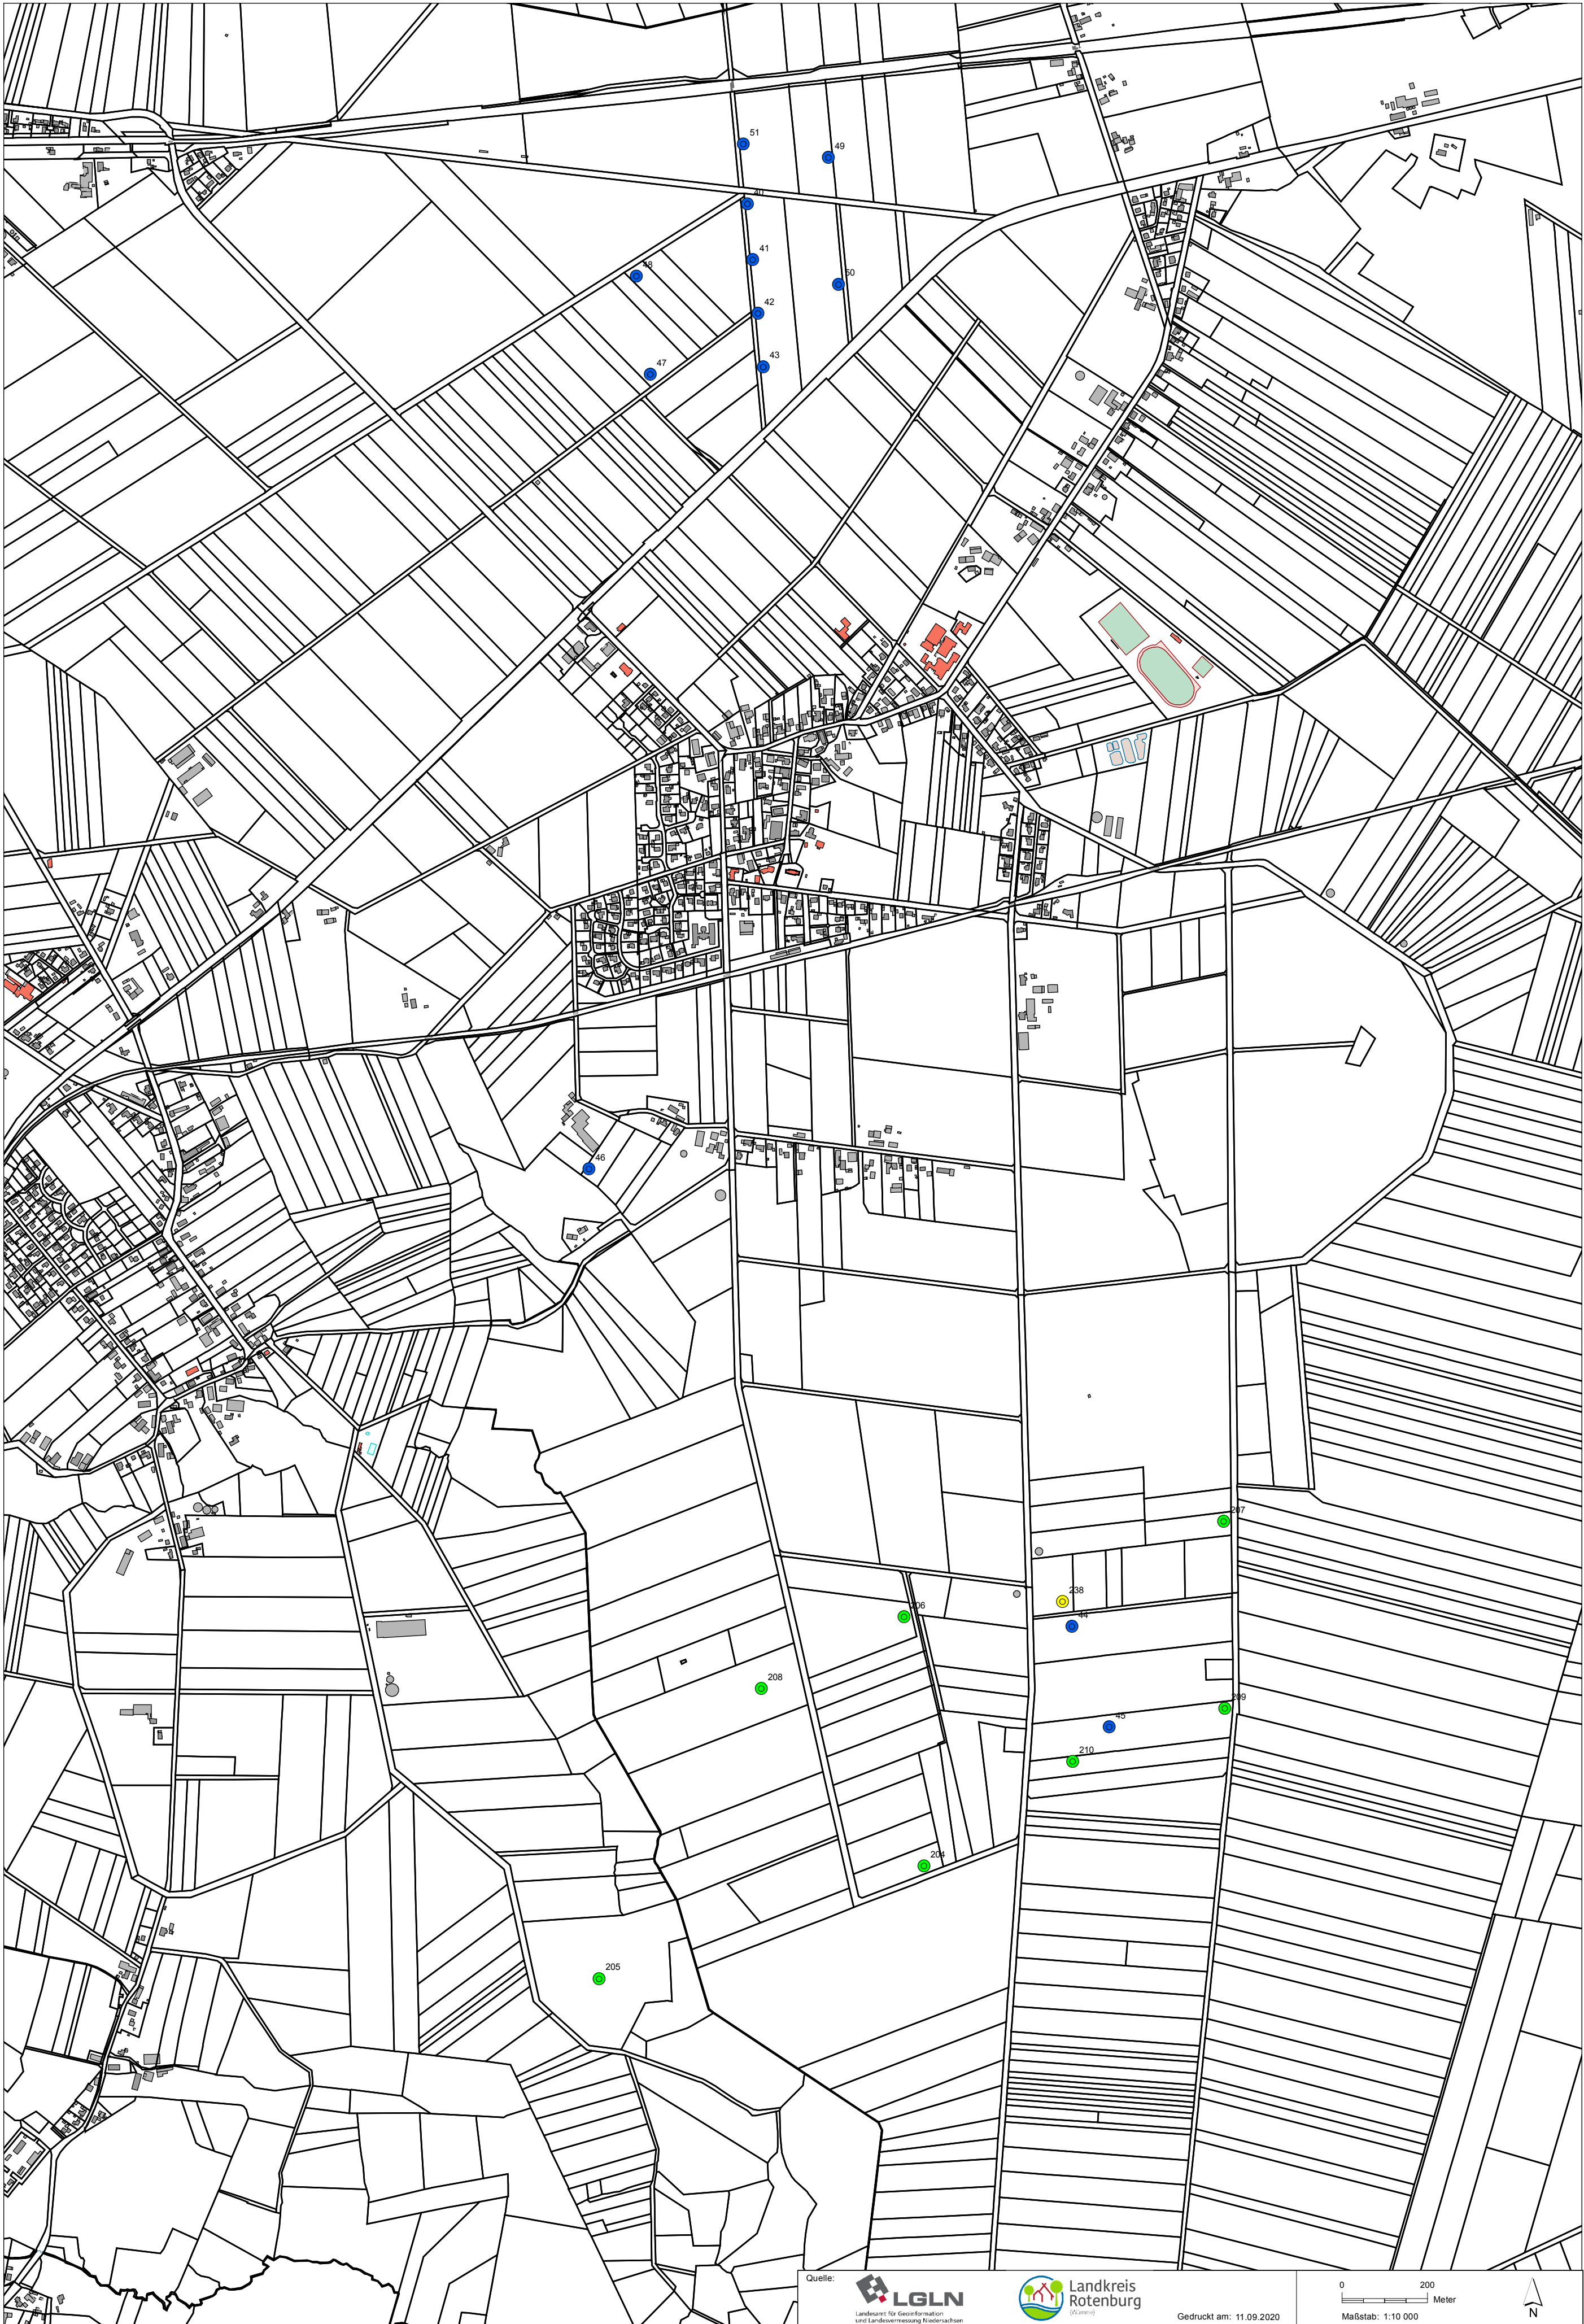 51
49
40
41
48
50
42
43
47
46
207
238
206
44
208
209
45
210
204
205
Quelle:
LGLN
Landesamt für Geoinformation
und Landesvermessung Niedersachsen
Landkreis
Rotenburg
(Wümme)
Gedruckt am: 11.09.2020
0 200
Meter
Maßstab: 1:10 000
N